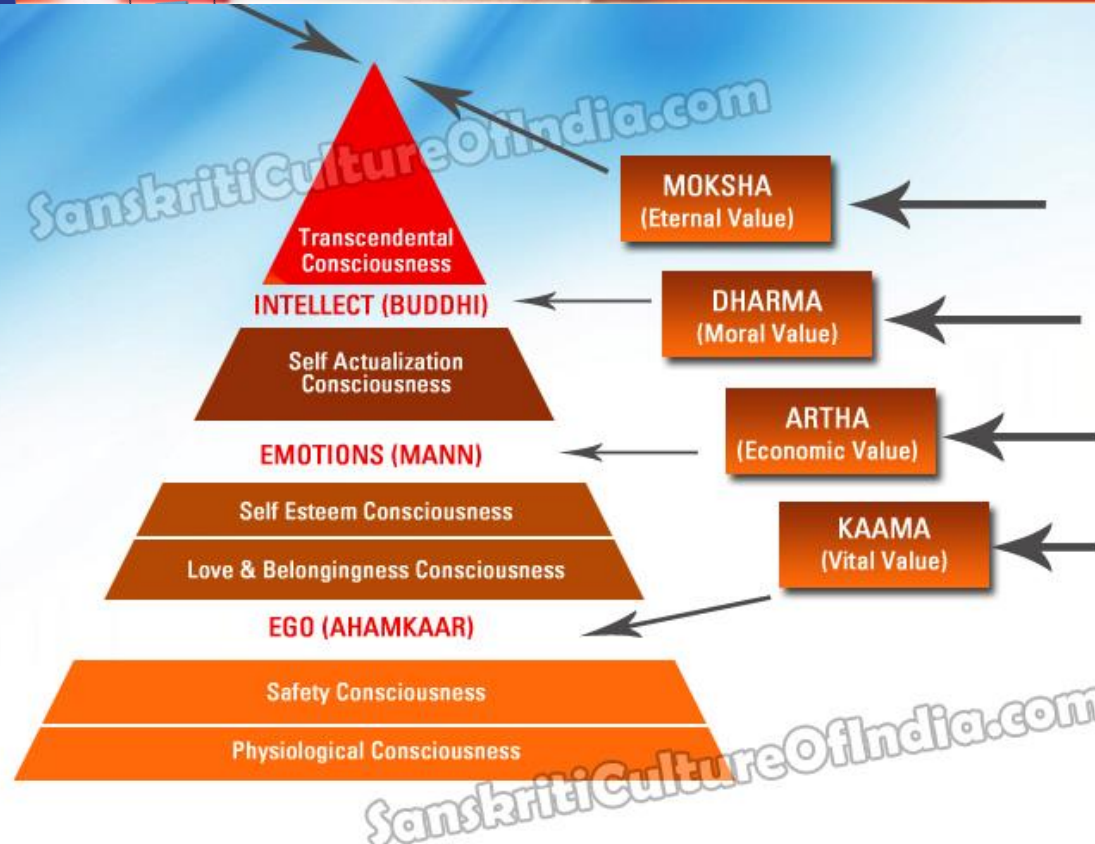 SanskritiCultureOfIndia.com
MOKSHA
(Eternal Value)
Transcendental
Consciousness
INTELLECT (BUDDHI)
DHARMA
(Moral Value)
Self Actualization
Consciousness
ARTHA
(Economic Value)
EMOTIONS (MANN)
Self Esteem Consciousness
KAAMA
(Vital Value)
Love & Belongingness Consciousness
EGO (AHAMKAAR)
Safety Consciousness
Physiological Consciousness
SanskritiCultureOfIndia.com